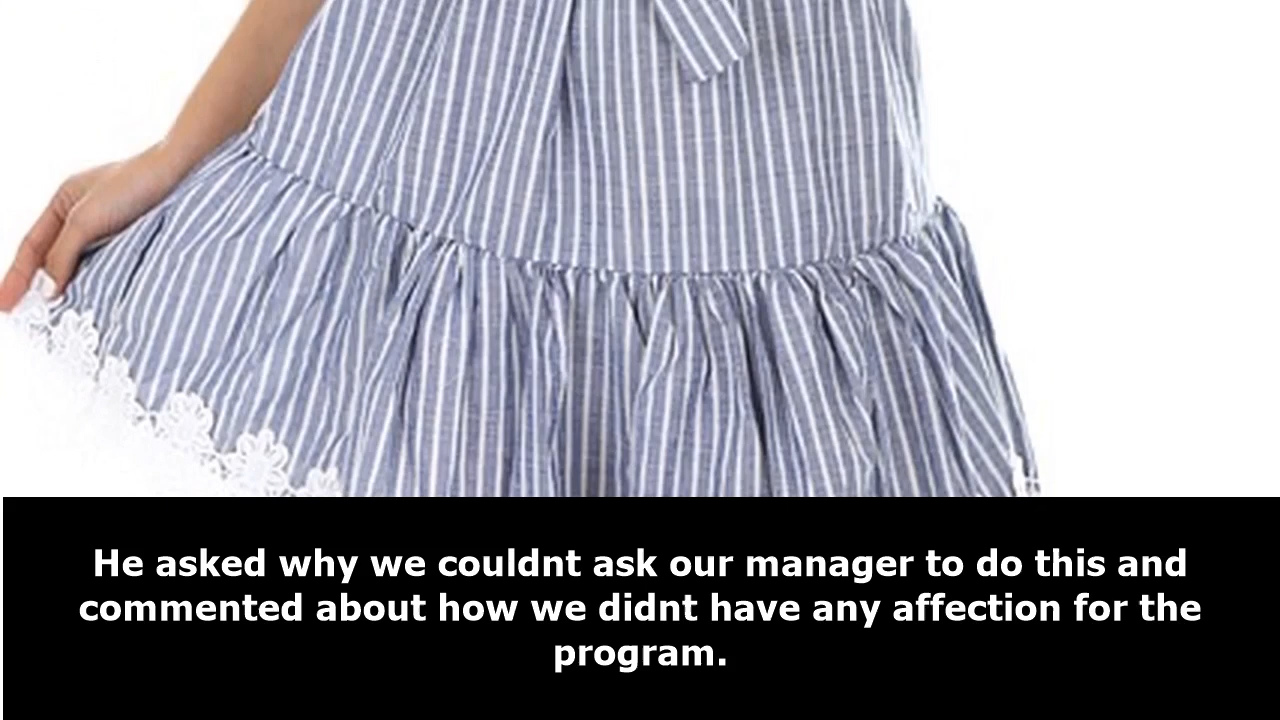 He asked why we couldnt ask our manager to do this and
commented about how we didnt have any affection for the
program.